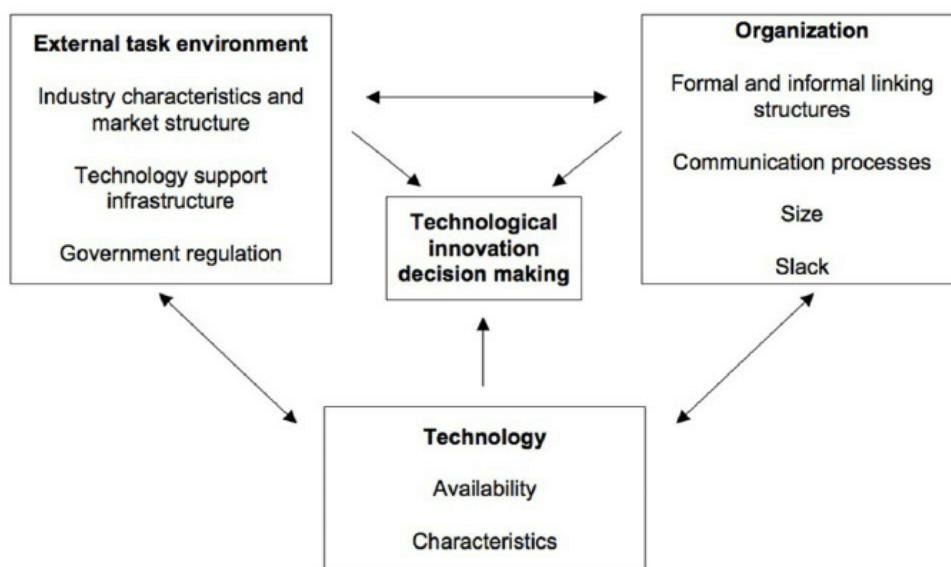 External task environment
Industry characteristics and
market structure
Technology support
infrastructure
Government regulation
Organization
Formal and informal linking
structures
Communication processes
Size
Slack
Technological
innovation
decision making
Technology
Availability
Characteristics